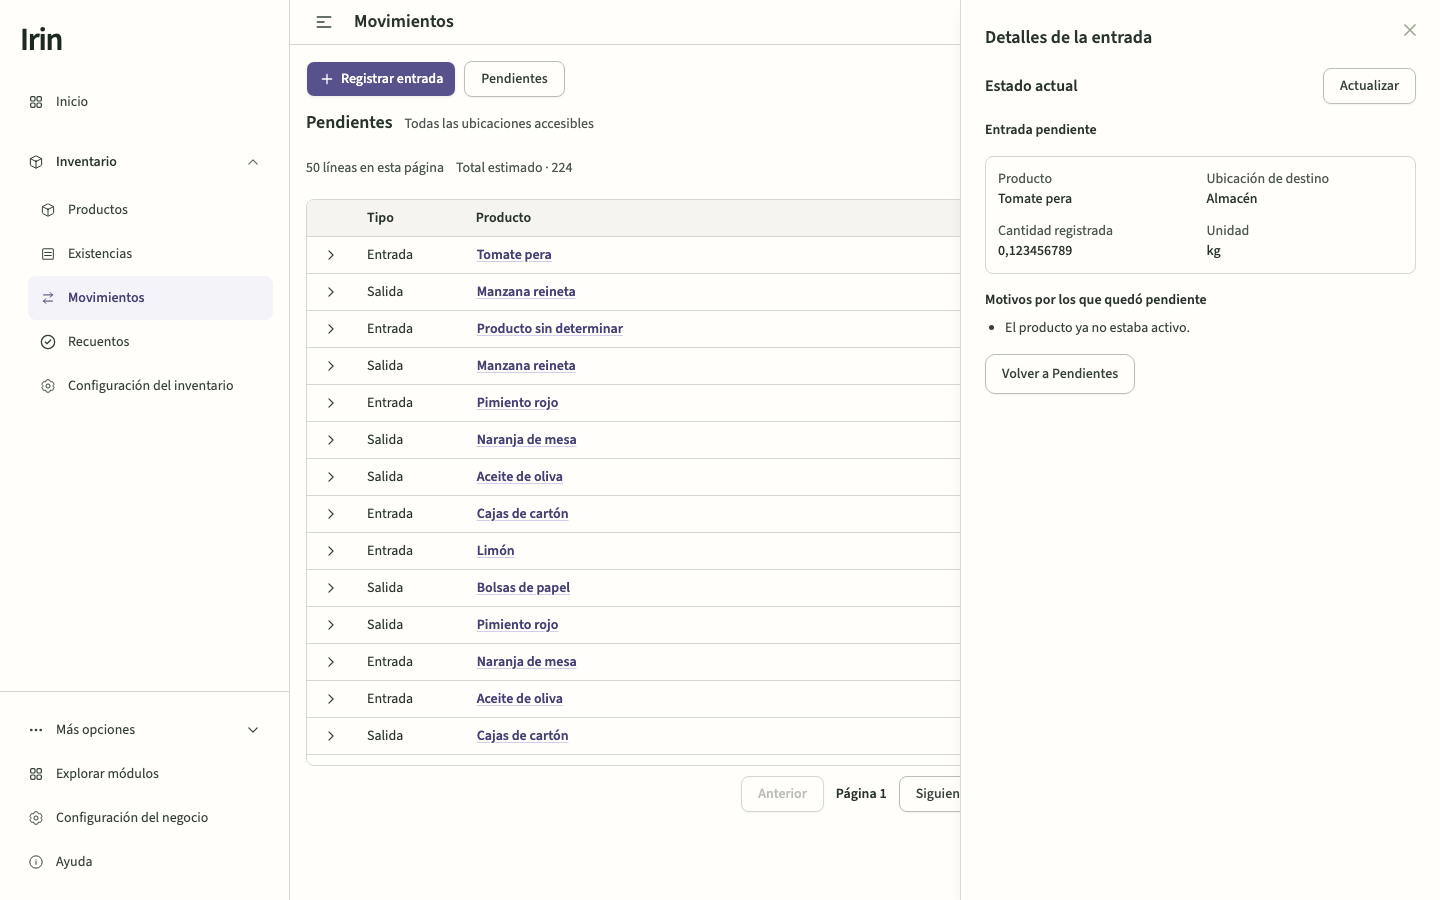 Irin
Inicio
Inventario
Productos
Existencias
Movimientos
Recuentos
Configuración del inventario
Más opciones
Explorar módulos
Configuración del negocio
Ayuda
Movimientos
Registrar entrada
Pendientes
Pendientes Todas las ubicaciones accesibles
50 líneas en esta página Total estimado · 224
Tipo Producto
Entrada Tomate pera
Salida Manzana reineta
Entrada Producto sin determinar
Salida Manzana reineta
Entrada Pimiento rojo
Salida Naranja de mesa
Salida Aceite de oliva
Entrada Cajas de cartón
Entrada Limón
Salida Bolsas de papel
Salida Pimiento rojo
Entrada Naranja de mesa
Entrada Aceite de oliva
Salida Cajas de cartón
Anterior Página 1 Siguien
Detalles de la entrada
Estado actual Actualizar
Entrada pendiente
Producto Ubicación de destino
Tomate pera Almacén
Cantidad registrada Unidad
0,123456789 kg
Motivos por los que quedó pendiente
• El producto ya no estaba activo.
Volver a Pendientes